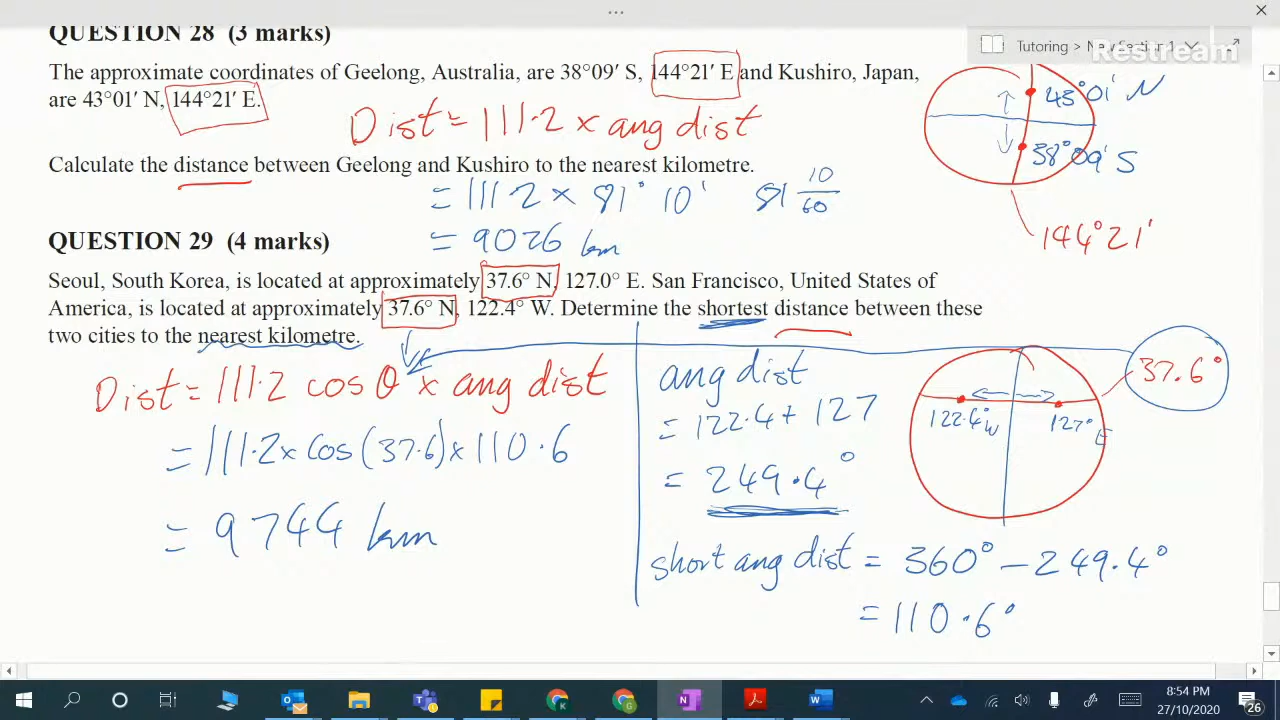 QUESTION 28 (3 marks)
Tutoring > New Section 1
Restream
The approximate coordinates of Geelong, Australia, are 38°09′ S, 144°21′ E and Kushiro, Japan,
are 43°01′ N, 144°21′ E.
Dist = 111.2 x ang dist
43°01′ N
38°09′ S
144°21′
Calculate the distance between Geelong and Kushiro to the nearest kilometre.
= 111.2 x 81° 10′
81 10/60
= 9026 km
QUESTION 29 (4 marks)
Seoul, South Korea, is located at approximately 37.6° N, 127.0° E. San Francisco, United States of
America, is located at approximately 37.6° N, 122.4° W. Determine the shortest distance between these
two cities to the nearest kilometre.
Dist = 111.2 cos θ x ang dist
= 111.2 x cos (37.6) x 110.6
= 9744 km
ang dist
= 122.4 + 127
= 249.4°
37.6°
122.4° W
127° E
short ang dist = 360° − 249.4°
= 110.6°
8:54 PM
27/10/2020
26